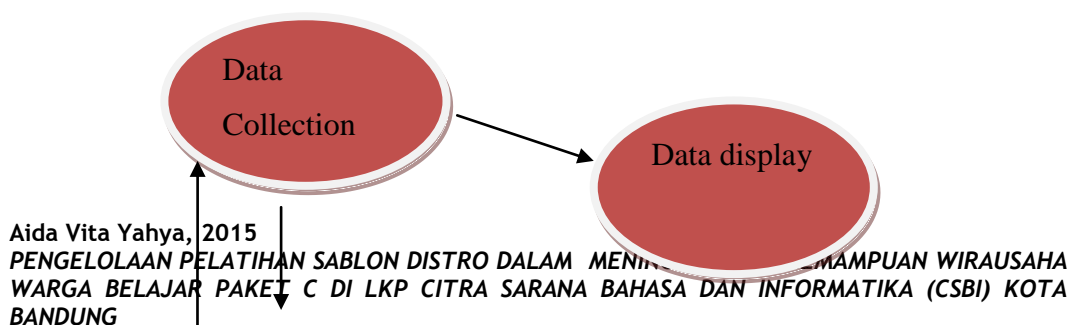 Data
Collection
Data display
Aida Vita Yahya, 2015
PENGELOLAAN PELATIHAN SABLON DISTRO DALAM WIRAUSAHA
WARGA BELAJAR PAKET C DI LKP CITRA SARANA BAHASA DAN INFORMATIKA (CSBI) KOTA
BANDUNG